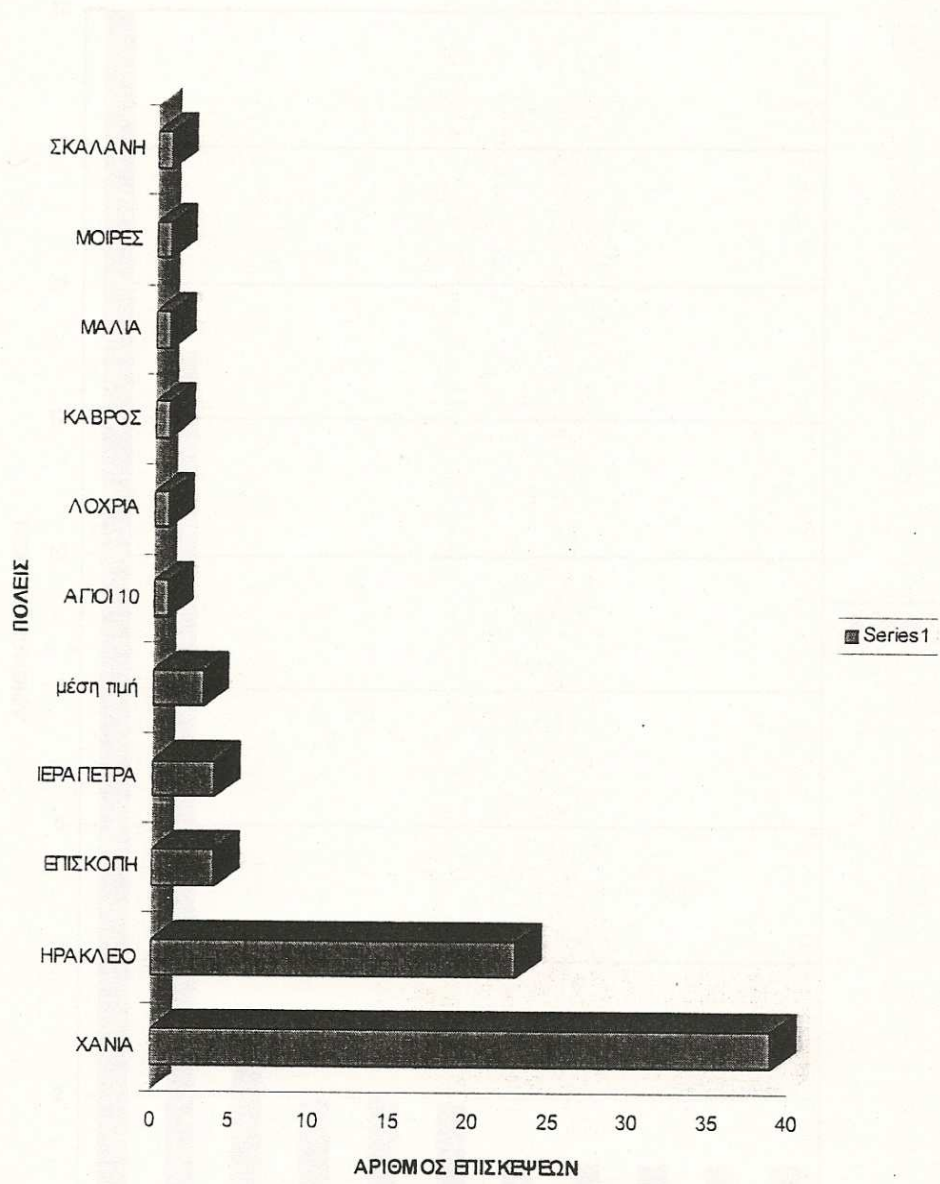 ΣΚΑΛΑΝΗ
ΜΟΙΡΕΣ
ΜΑΛΙΑ
ΚΑΒΡΟΣ
ΛΟΧΡΙΑ
ΑΓΙΟΙ 10
μέση τιμή
ΙΕΡΑΠΕΤΡΑ
ΕΠΙΣΚΟΠΗ
ΗΡΑΚΛΕΙΟ
ΧΑΝΙΑ
ΠΟΛΕΙΣ
0 5 10 15 20 25 30 35 40
ΑΡΙΘΜΟΣ ΕΠΙΣΚΕΨΕΩΝ
Series1